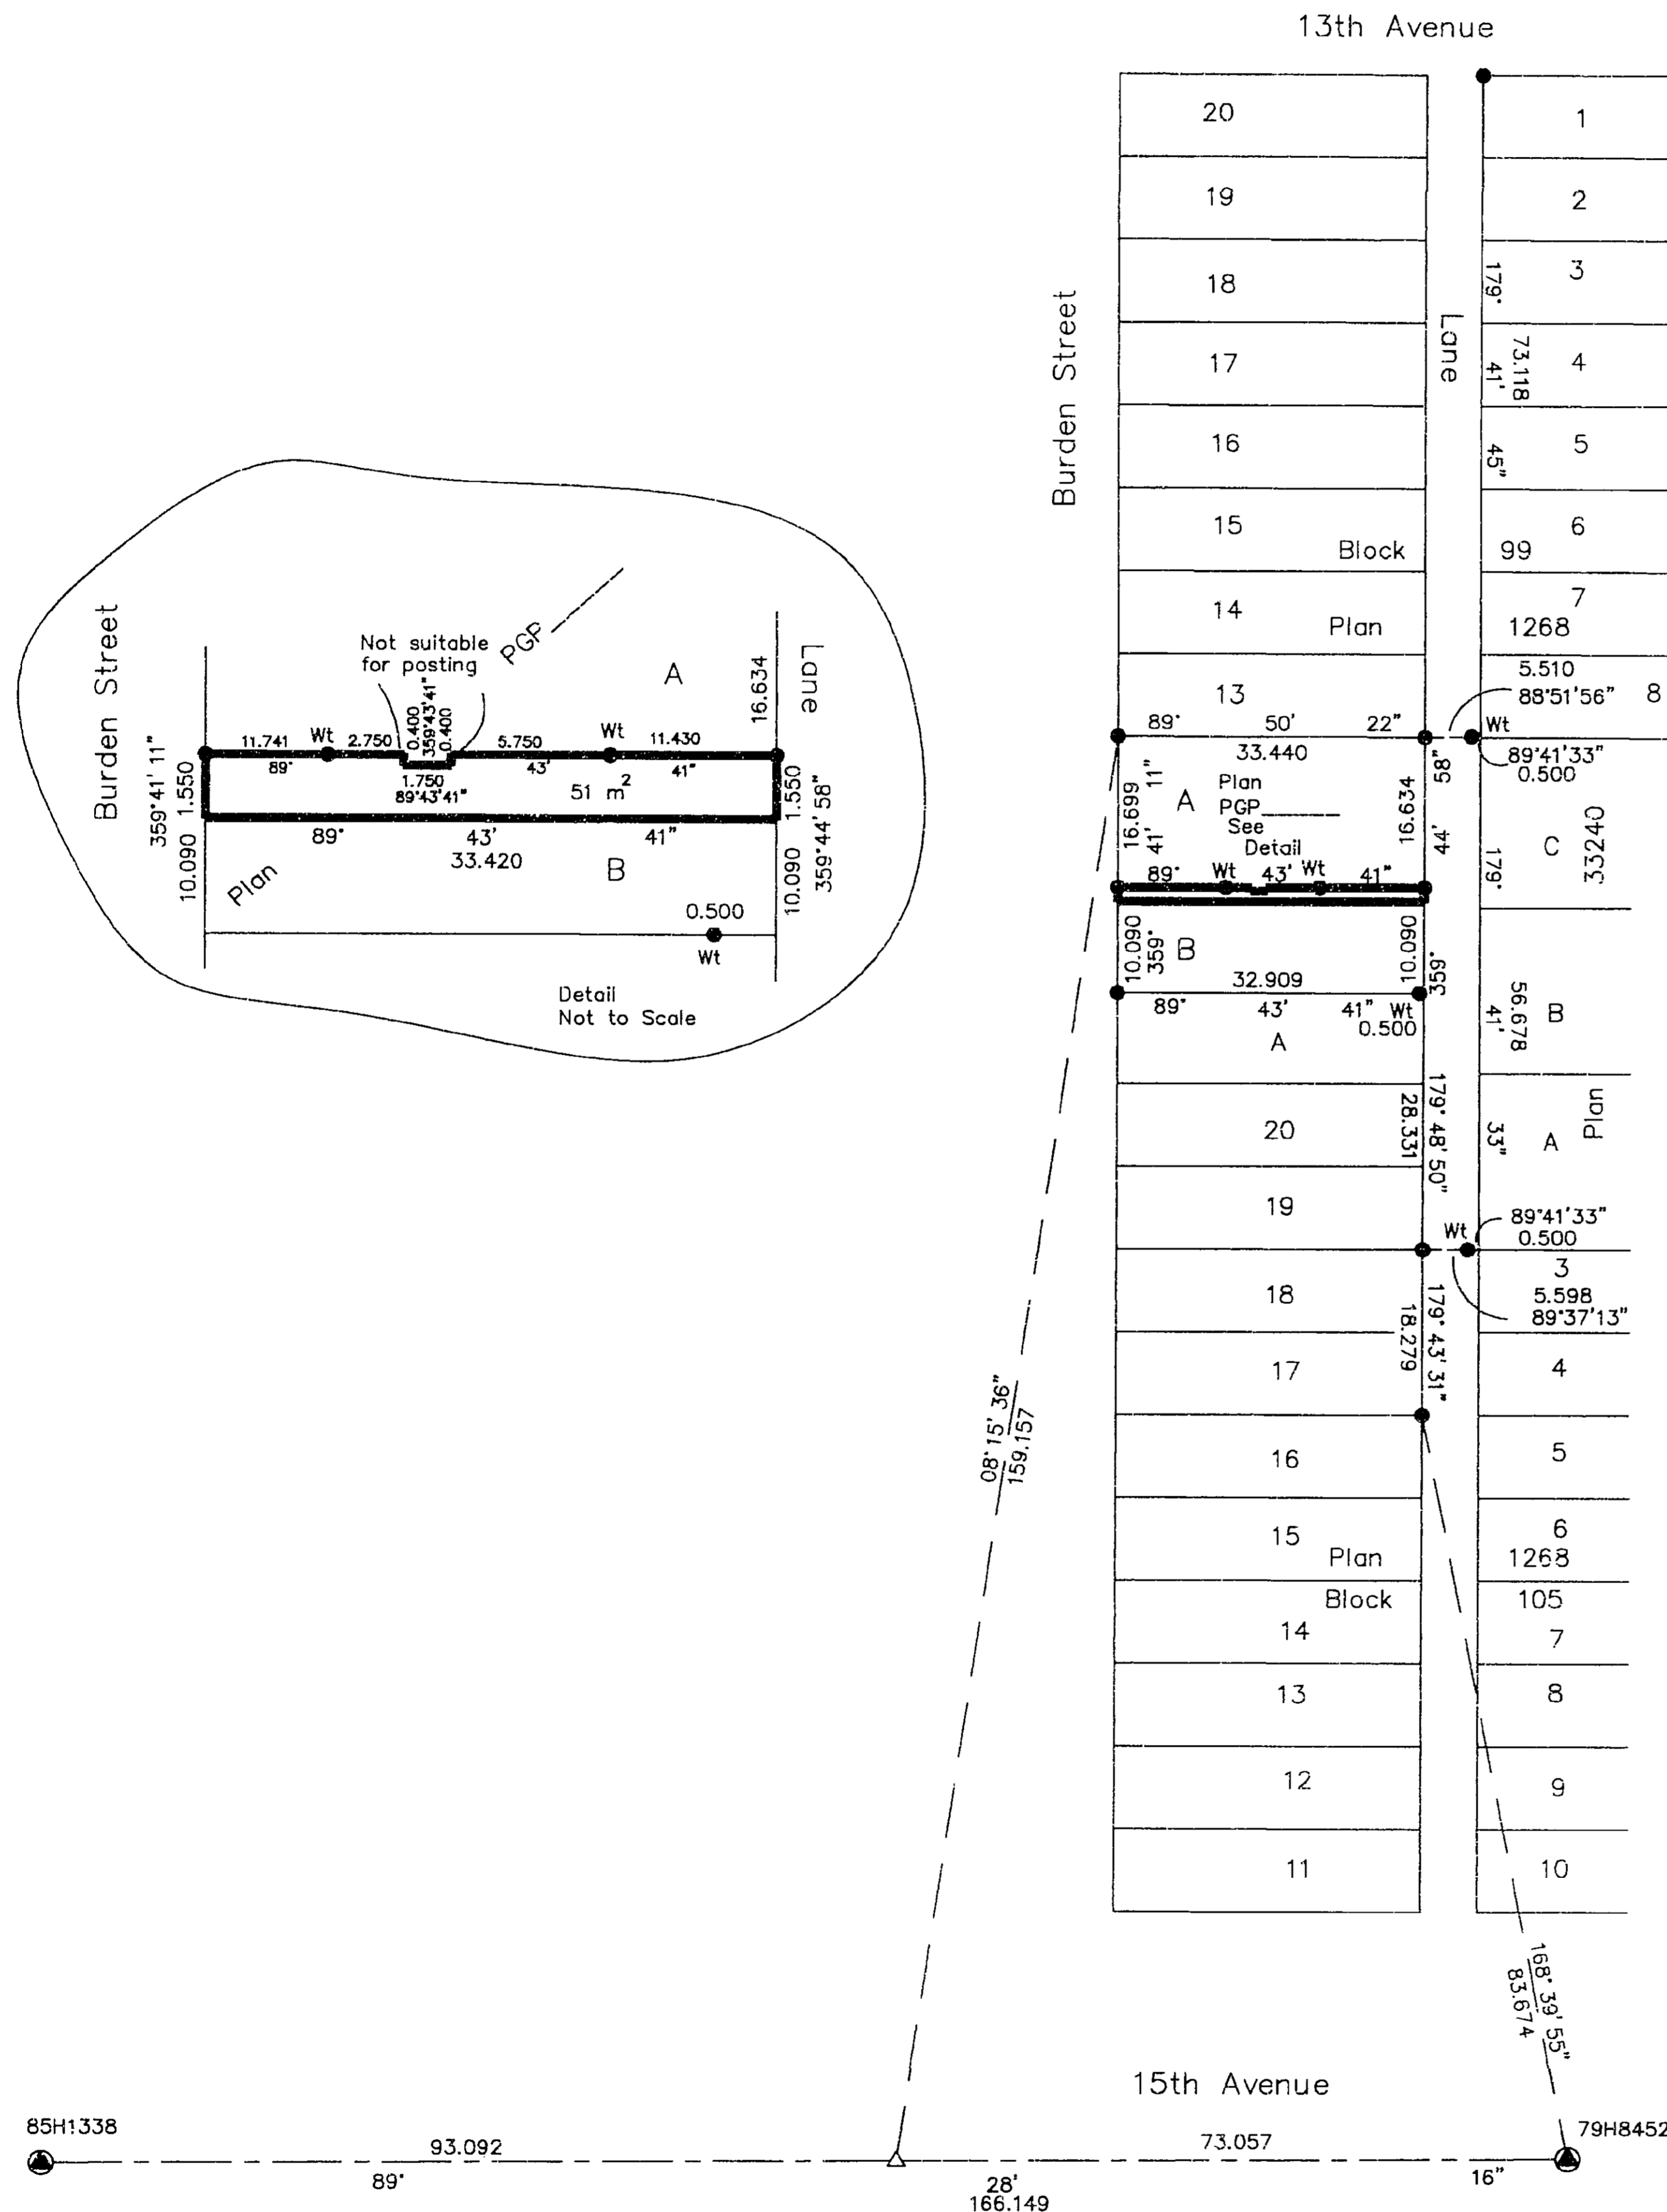 13th Avenue
20
1
19
2
18
3
179°
Burden Street
Lane
17
73.118
41'
4
16
5
45"
15
6
Block
99
14
7
Plan
1268
5.510
88°51'56"
13
8
89° 50' 22"
Wt
33.440
89°41'33"
0.500
58"
11"
A
Plan
PGP
See
Detail
16.699
41'
16.634
44'
179°
C
33240
89° Wt 43' Wt 41"
10.090
359°
B
10.090
359°
32.909
89° 43' 41" Wt
0.500
56.678
41'
B
A
179° 48' 50"
28.331
20
33"
A
Plan
19
89°41'33"
0.500
Wt
3
18
5.598
89°37'13"
179° 43' 31"
18.279
17
4
16
5
15
6
Plan
1268
Block
105
14
7
13
8
12
9
11
10
08° 15' 36"
159.157
168° 39' 55"
83.674
15th Avenue
Burden Street
Not suitable
for posting
PGP
A
16.634
Lane
0.400
359°43'41"
0.400
11.741 Wt 2.750 5.750 Wt 11.430
89° 43' 41"
1.750
89°43'41"
51 m2
359°41' 11"
1.550
1.550
359°44' 58"
89° 43' 41"
33.420
10.090
Plan
B
10.090
0.500
Wt
Detail
Not to Scale
85H1338
79H8452
93.092
73.057
89° 28' 16"
166.149